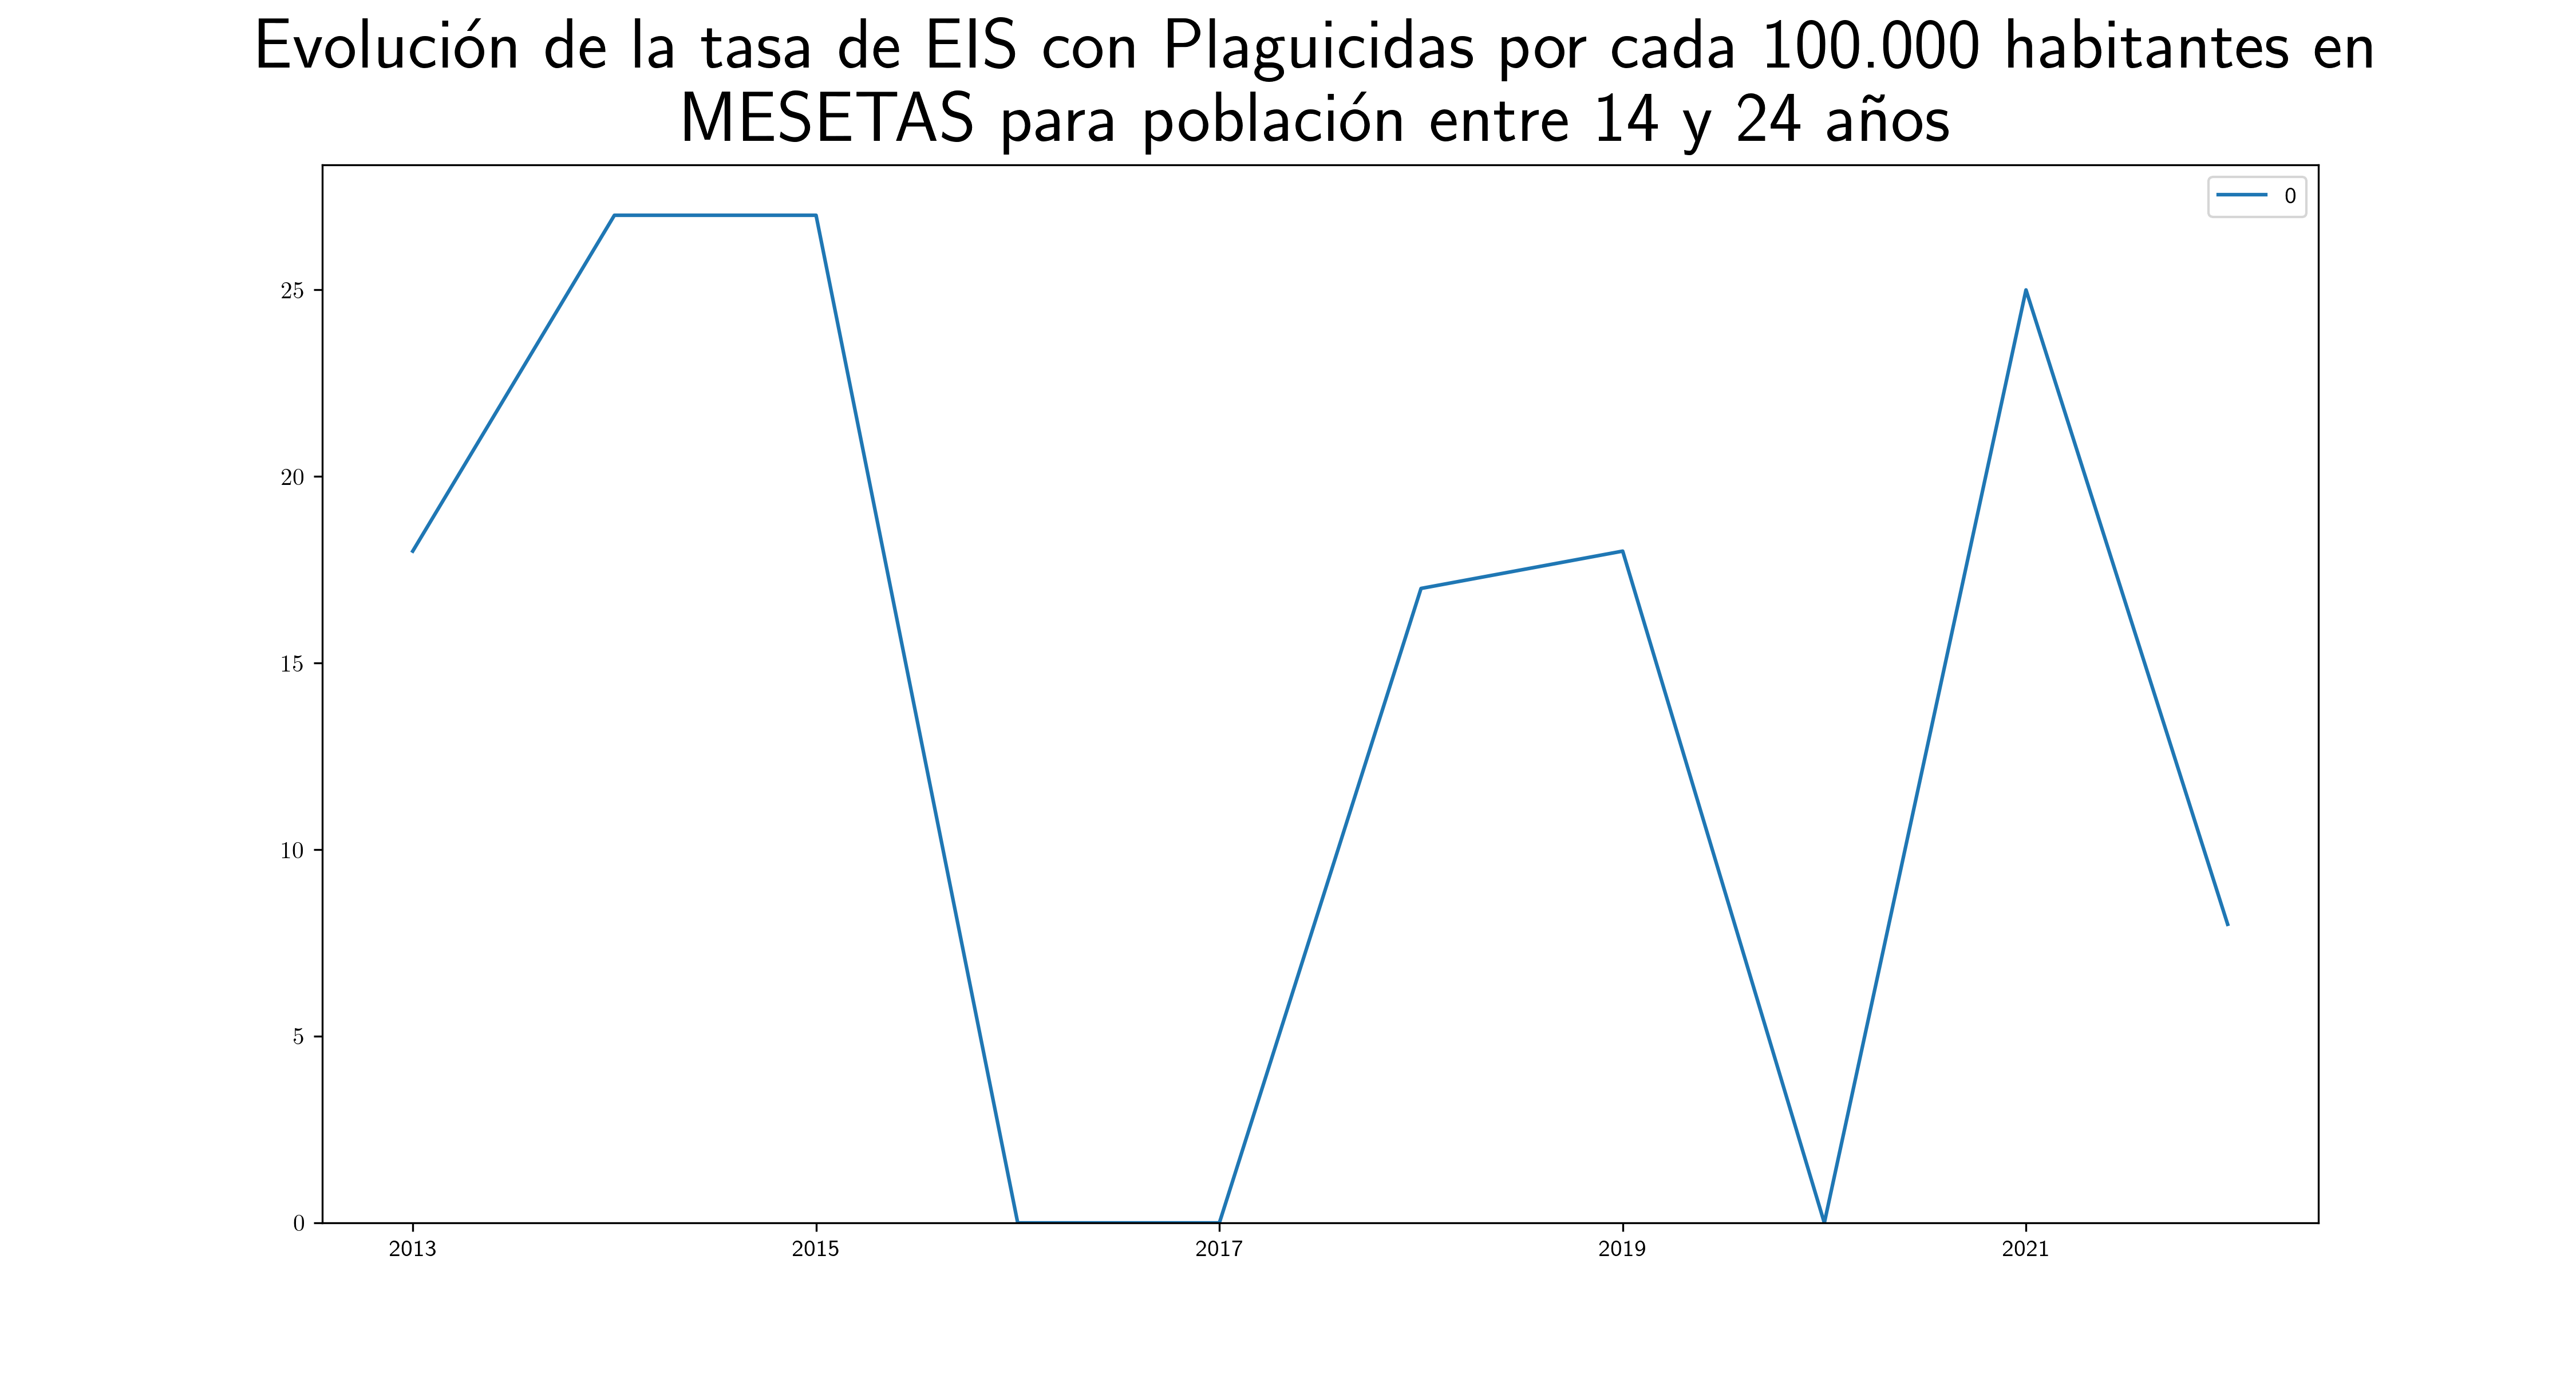 Evolución de la tasa de EIS con Plaguicidas por cada 100.000 habitantes en
MESETAS para población entre 14 y 24 años
0
25
20
15
10
5
0
2013 2015 2017 2019 2021